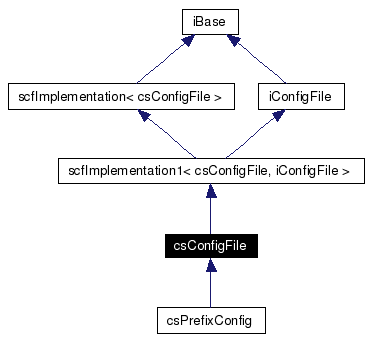 iBase
scfImplementation< csConfigFile >
iConfigFile
scfImplementation1< csConfigFile, iConfigFile >
csConfigFile
csPrefixConfig